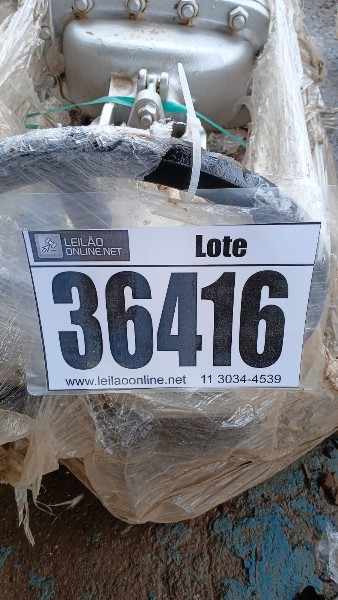 LEILÃO
ONLINE.NET
Lote
36416
www.leilaoonline.net 11 3034-4539